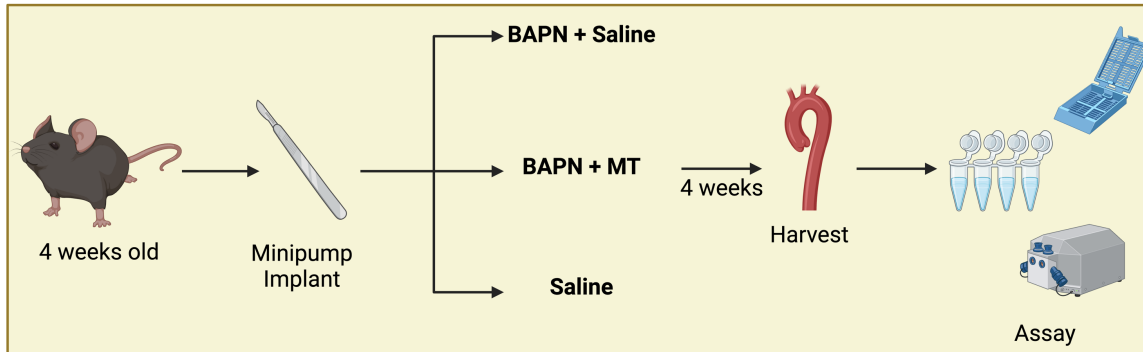 BAPN + Saline
4 weeks old
Minipump
Implant
BAPN + MT
4 weeks
Harvest
Saline
Assay